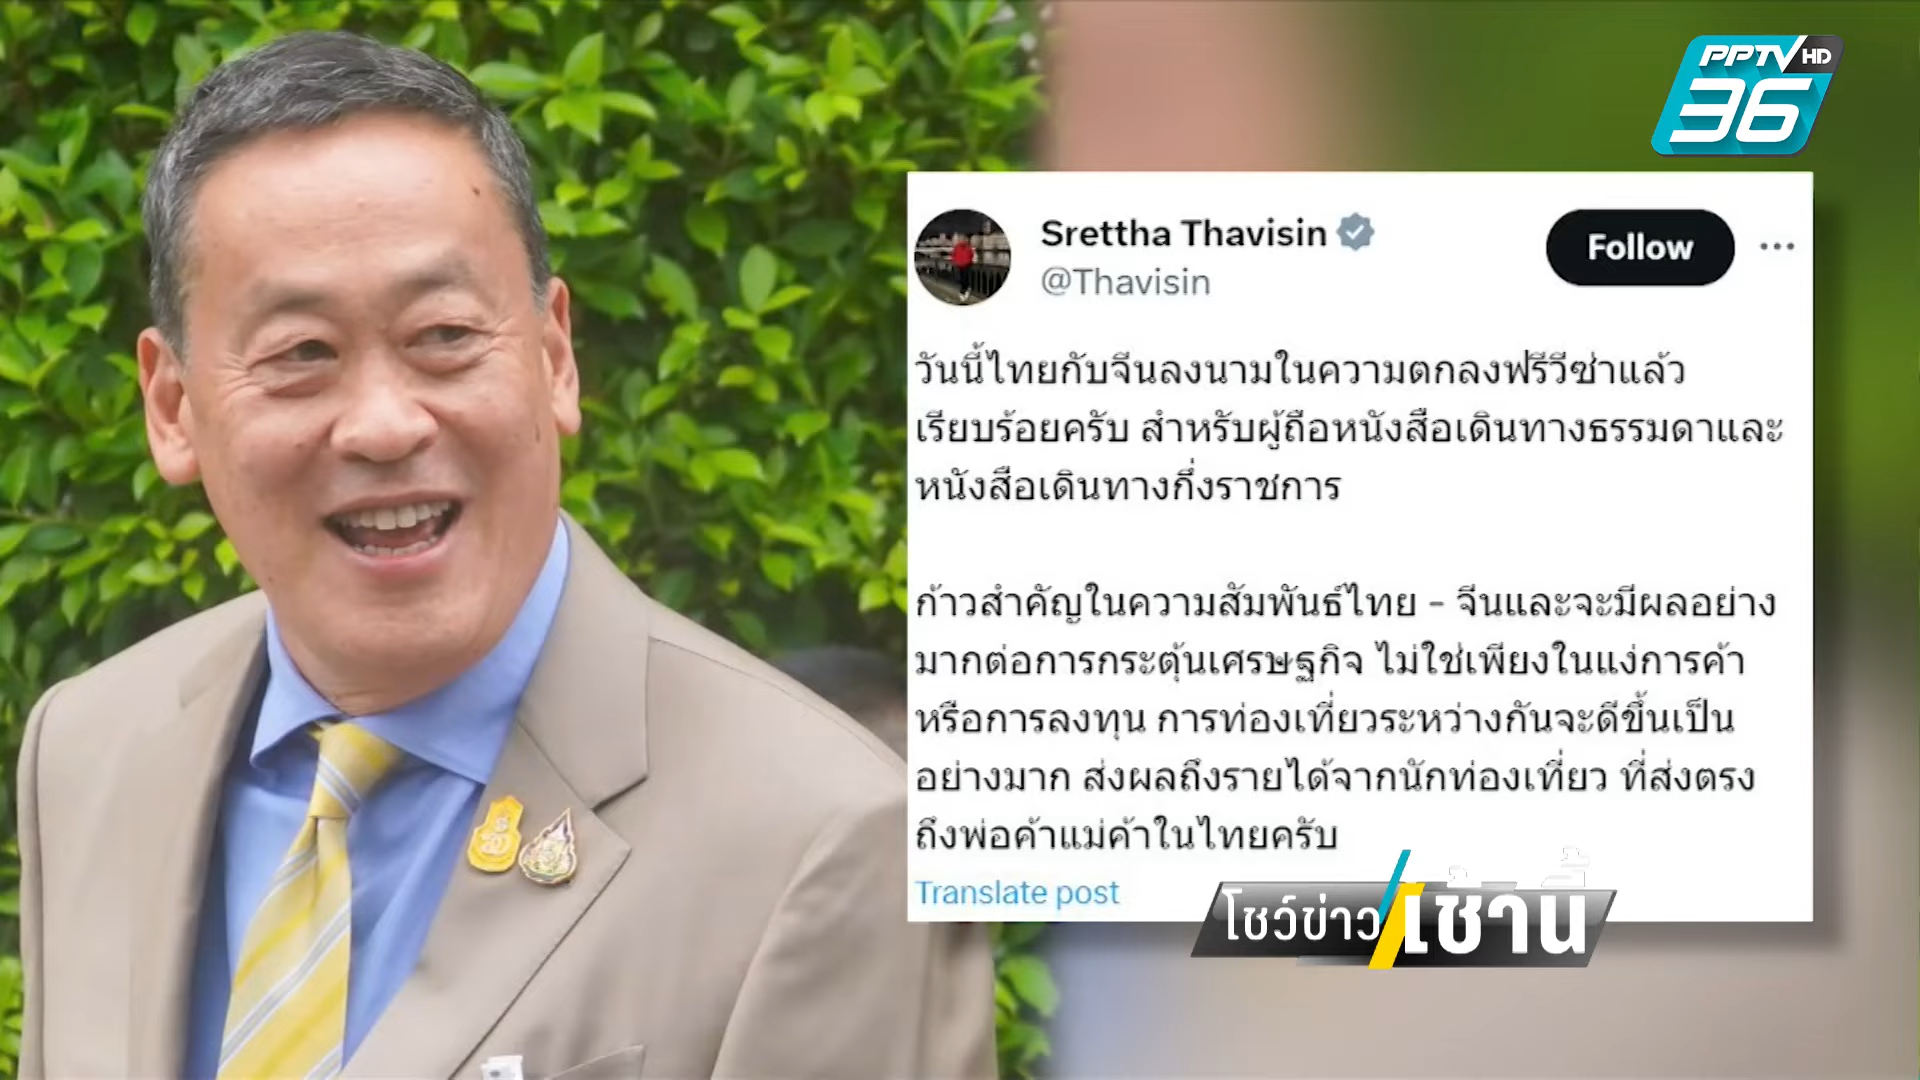 PPTV HD
36
Srettha Thavisin
@Thavisin
Follow
วันนี้ไทยกับจีนลงนามในความตกลงฟรีวีซ่าแล้ว
เรียบร้อยครับ สำหรับผู้ถือหนังสือเดินทางธรรมดาและ
หนังสือเดินทางกึ่งราชการ
ก้าวสำคัญในความสัมพันธ์ไทย - จีนและจะมีผลอย่าง
มากต่อการกระตุ้นเศรษฐกิจ ไม่ใช่เพียงในแง่การค้า
หรือการลงทุน การท่องเที่ยวระหว่างกันจะดีขึ้นเป็น
อย่างมาก ส่งผลถึงรายได้จากนักท่องเที่ยว ที่ส่งตรง
ถึงพ่อค้าแม่ค้าในไทยครับ
Translate post
โชว์ข่าวเช้านี้